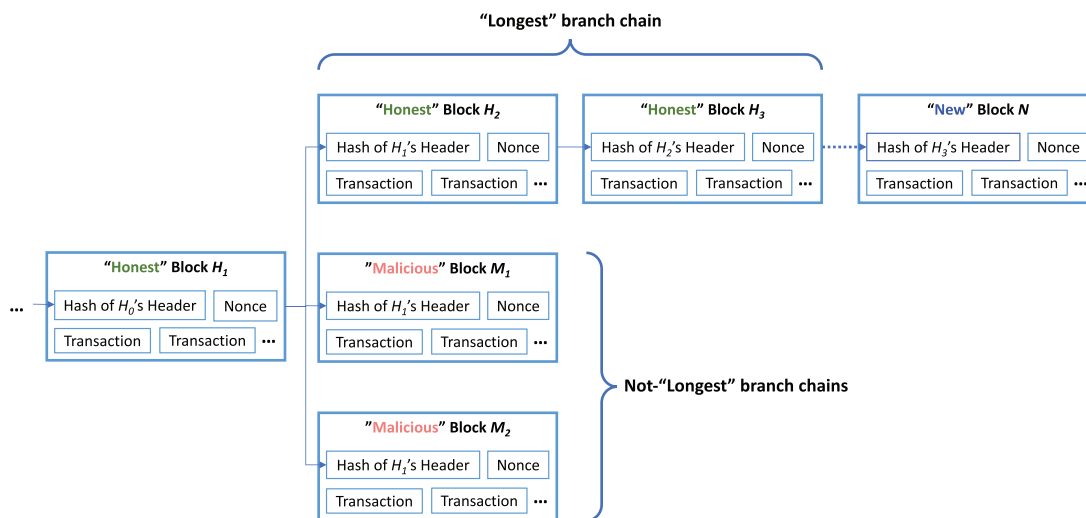 “Longest” branch chain
“Honest” Block H2
Hash of H1’s Header
Nonce
Transaction
Transaction
...
“Honest” Block H3
Hash of H2’s Header
Nonce
Transaction
Transaction
...
“New” Block N
Hash of H3’s Header
Nonce
Transaction
Transaction
...
...
“Honest” Block H1
Hash of H0’s Header
Nonce
Transaction
Transaction
...
”Malicious” Block M1
Hash of H1’s Header
Nonce
Transaction
Transaction
...
Not-“Longest” branch chains
”Malicious” Block M2
Hash of H1’s Header
Nonce
Transaction
Transaction
...